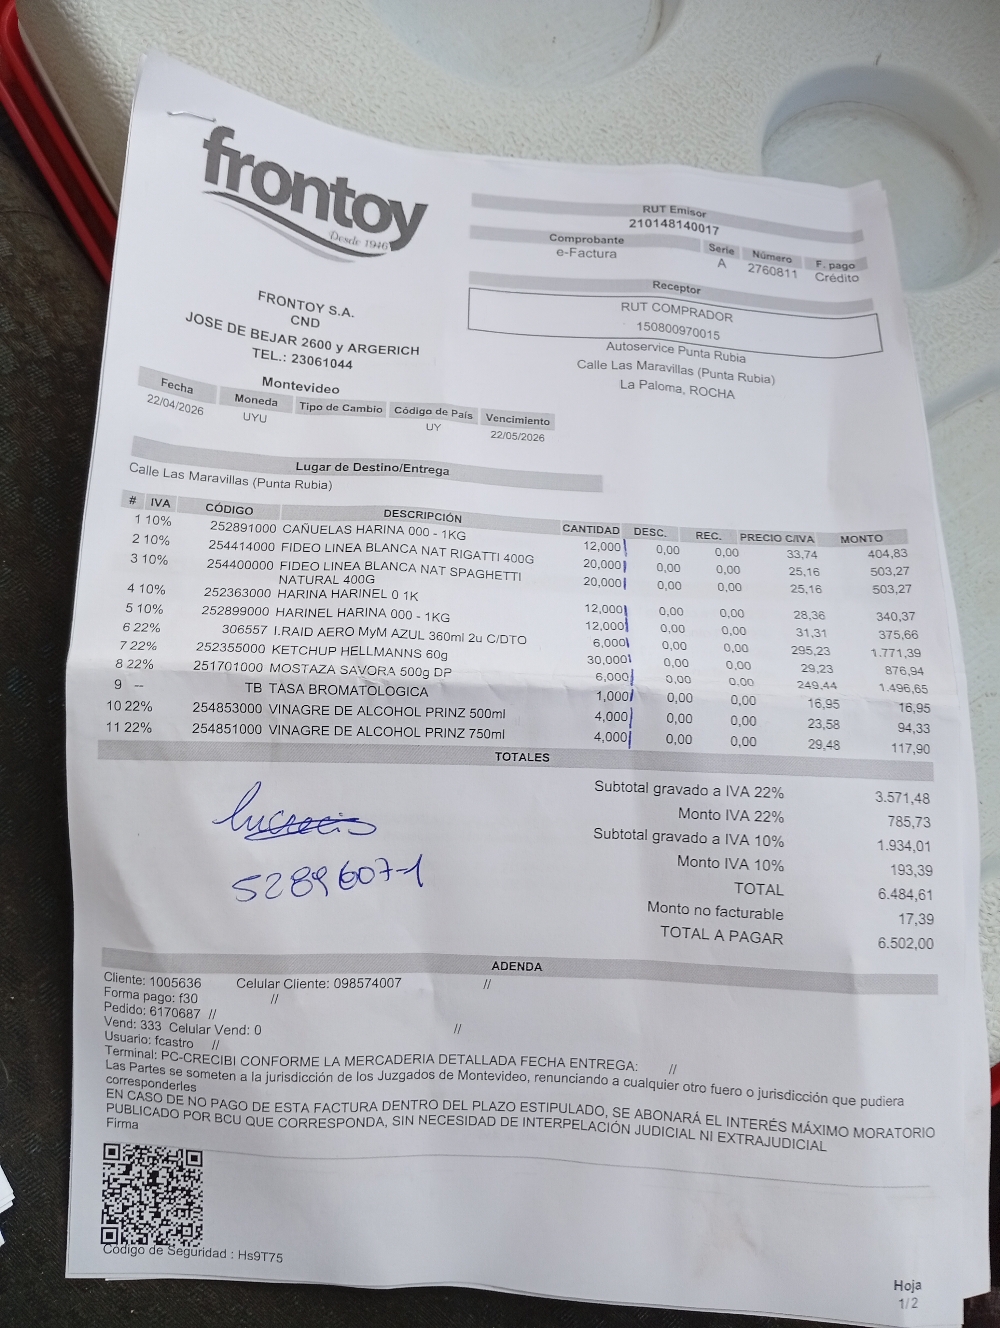 frontoy
Desde 1946
FRONTOY S.A.
CND
JOSE DE BEJAR 2600 y ARGERICH
TEL.: 23061044
Montevideo
RUT Emisor
210148140017
Comprobante Serie Número F. pago
e-Factura A 2760811 Crédito
Receptor
RUT COMPRADOR
150800970015
Autoservice Punta Rubia
Calle Las Maravillas (Punta Rubia)
La Paloma, ROCHA
Fecha Moneda Tipo de Cambio Código de País Vencimiento
22/04/2026 UYU UY 22/05/2026
Lugar de Destino/Entrega
Calle Las Maravillas (Punta Rubia)
# IVA CÓDIGO DESCRIPCIÓN CANTIDAD DESC. REC. PRECIO C/IVA MONTO
1 10% 252891000 CAÑUELAS HARINA 000 - 1KG 12,000 0,00 0,00 33,74 404,83
2 10% 254414000 FIDEO LINEA BLANCA NAT RIGATTI 400G 20,000 0,00 0,00 25,16 503,27
3 10% 254400000 FIDEO LINEA BLANCA NAT SPAGHETTI 20,000 0,00 0,00 25,16 503,27
NATURAL 400G
4 10% 252363000 HARINA HARINEL 0 1K 12,000 0,00 0,00 28,36 340,37
5 10% 252899000 HARINEL HARINA 000 - 1KG 12,000 0,00 0,00 31,31 375,66
6 22% 306557 I.RAID AERO MyM AZUL 360ml 2u C/DTO 6,000 0,00 0,00 295,23 1.771,39
7 22% 252355000 KETCHUP HELLMANNS 60g 30,000 0,00 0,00 29,23 876,94
8 22% 251701000 MOSTAZA SAVORA 500g DP 6,000 0,00 0,00 249,44 1.496,65
9 -- TB TASA BROMATOLOGICA 1,000 0,00 0,00 16,95 16,95
10 22% 254853000 VINAGRE DE ALCOHOL PRINZ 500ml 4,000 0,00 0,00 23,58 94,33
11 22% 254851000 VINAGRE DE ALCOHOL PRINZ 750ml 4,000 0,00 0,00 29,48 117,90
TOTALES
Subtotal gravado a IVA 22% 3.571,48
Monto IVA 22% 785,73
Subtotal gravado a IVA 10% 1.934,01
Monto IVA 10% 193,39
TOTAL 6.484,61
Monto no facturable 17,39
TOTAL A PAGAR 6.502,00
Lucrecia
5289607-1
ADENDA
Cliente: 1005636 Celular Cliente: 098574007 //
Forma pago: f30 //
Pedido: 6170687 //
Vend: 333 Celular Vend: 0 //
Usuario: fcastro //
Terminal: PC-CRECIBI CONFORME LA MERCADERIA DETALLADA FECHA ENTREGA: //
Las Partes se someten a la jurisdicción de los Juzgados de Montevideo, renunciando a cualquier otro fuero o jurisdicción que pudiera
corresponderles
EN CASO DE NO PAGO DE ESTA FACTURA DENTRO DEL PLAZO ESTIPULADO, SE ABONARÁ EL INTERÉS MÁXIMO MORATORIO
PUBLICADO POR BCU QUE CORRESPONDA, SIN NECESIDAD DE INTERPELACIÓN JUDICIAL NI EXTRAJUDICIAL
Firma
Código de Seguridad : Hs9T75
Hoja
1/2